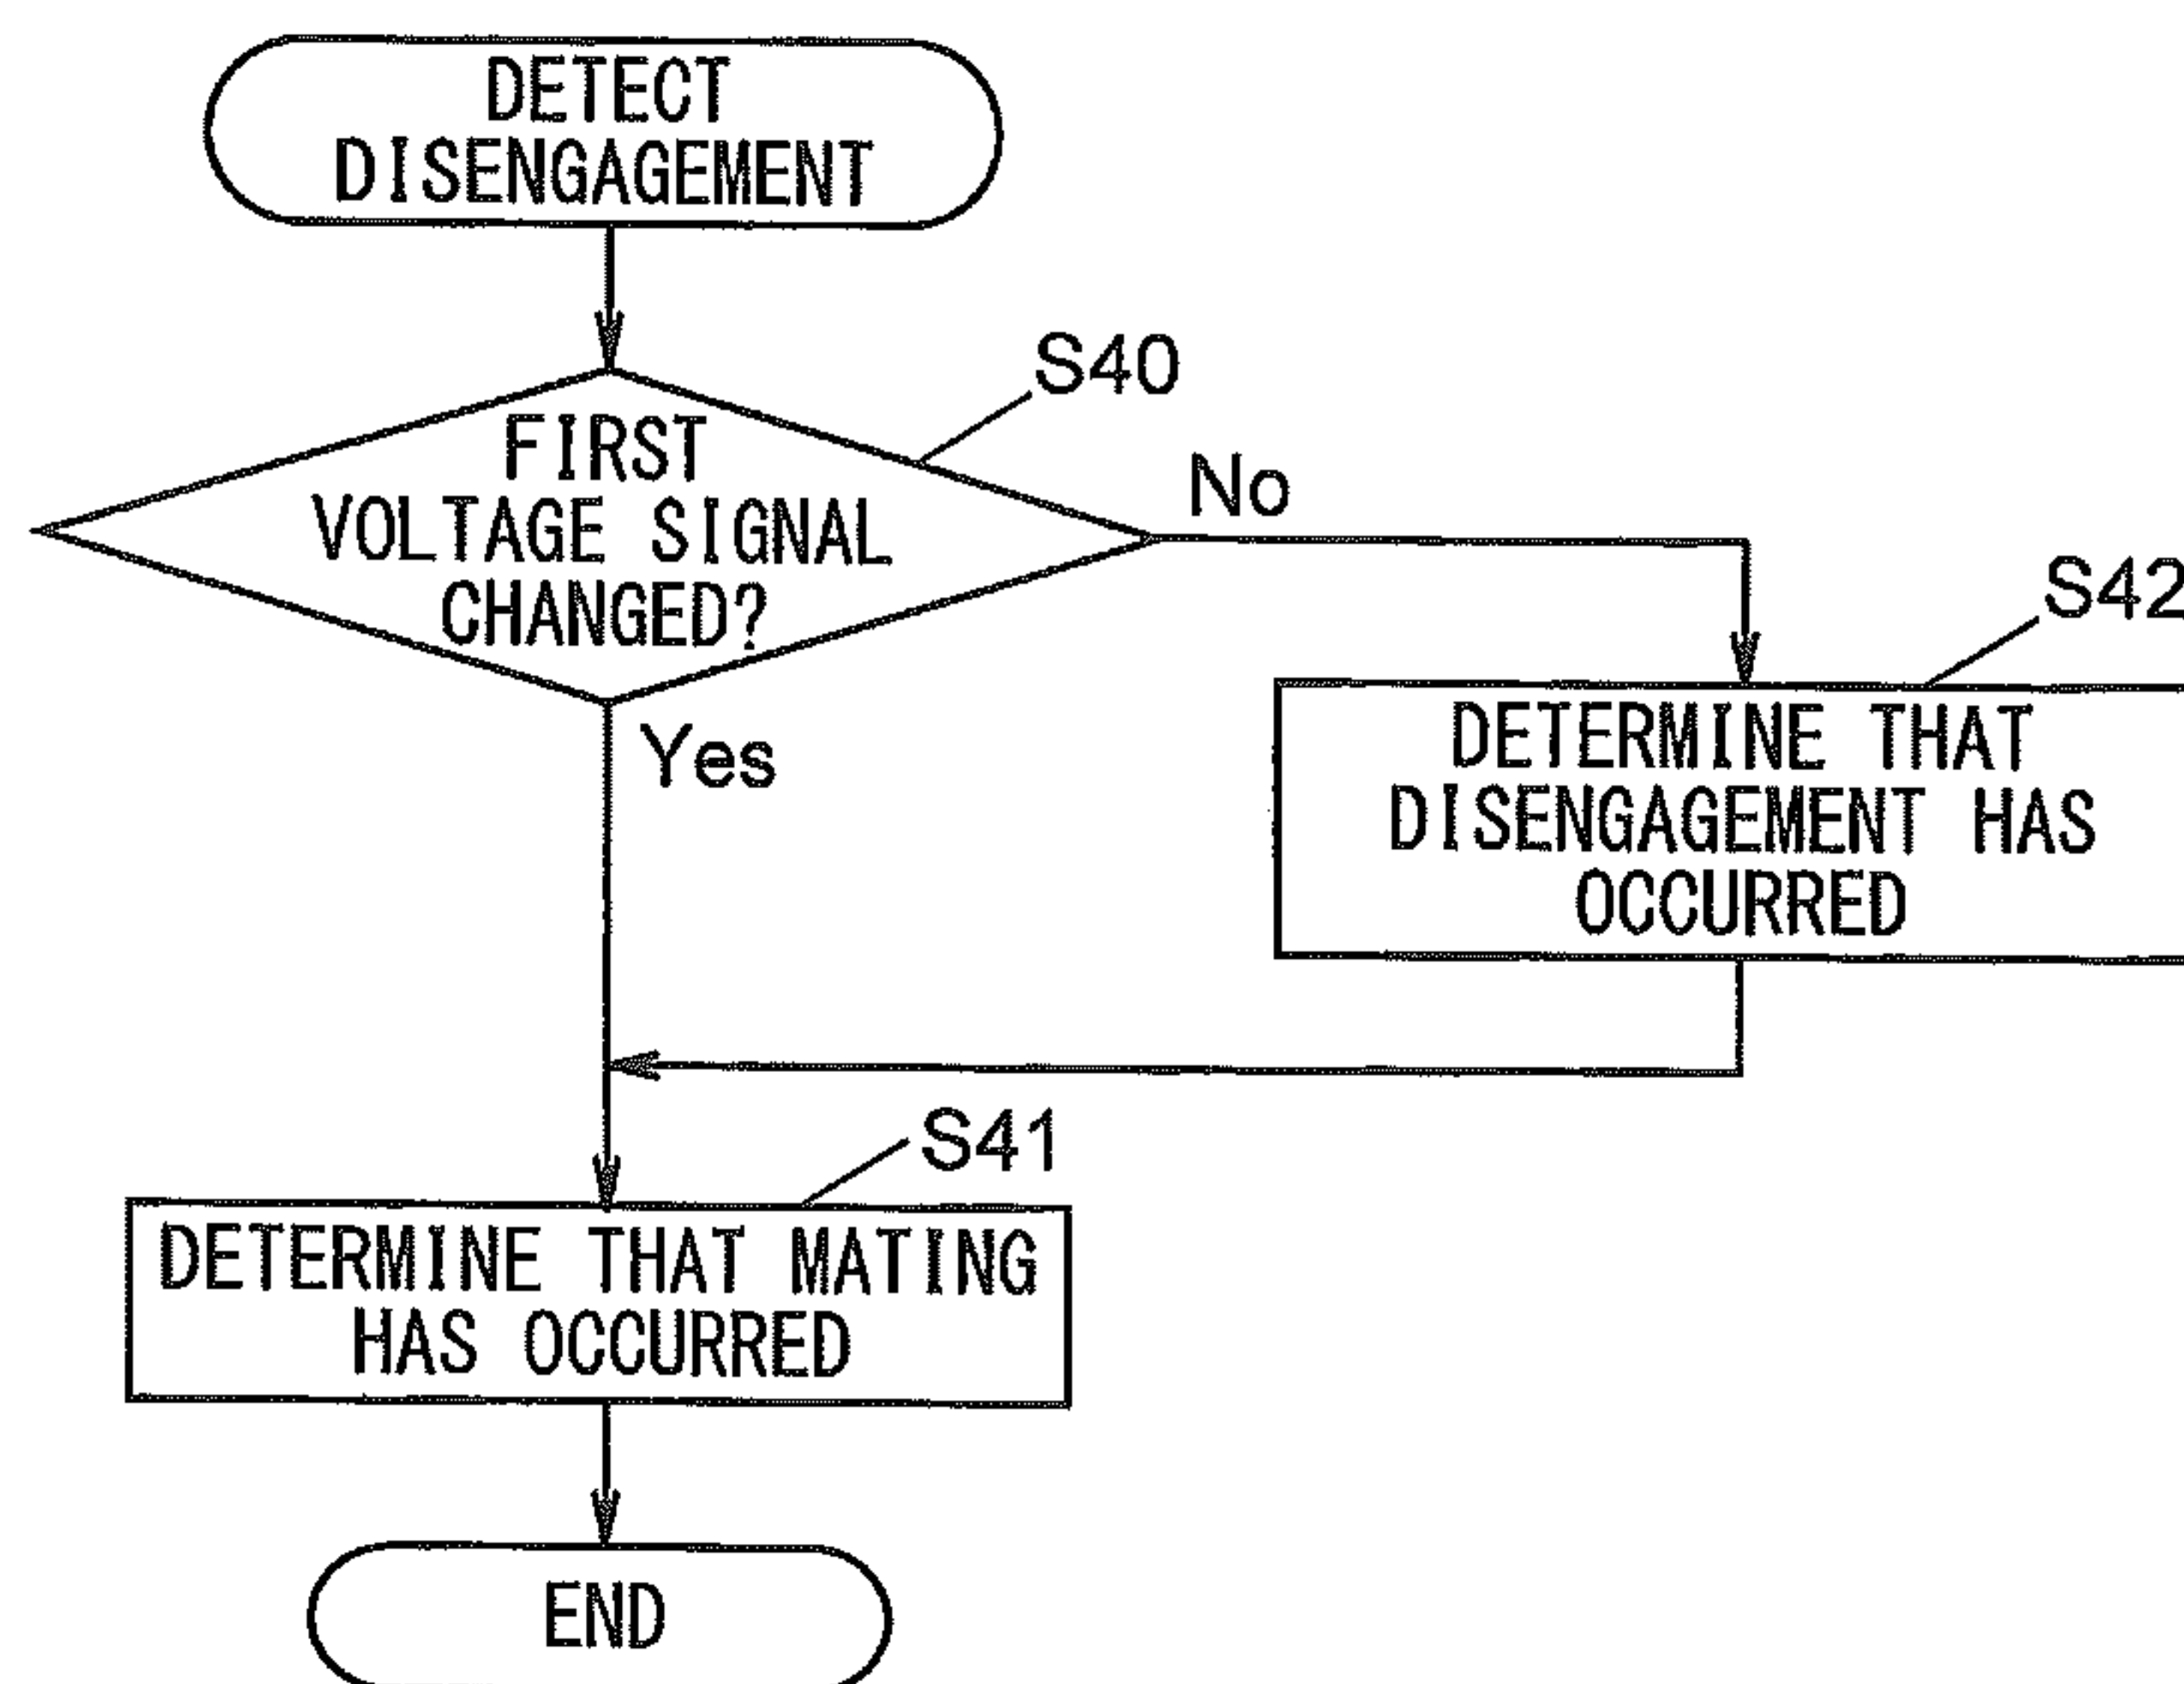 DETECT
DISENGAGEMENT
S40
FIRST
VOLTAGE SIGNAL
CHANGED?
No
Yes
S42
DETERMINE THAT
DISENGAGEMENT HAS
OCCURRED
S41
DETERMINE THAT MATING
HAS OCCURRED
END